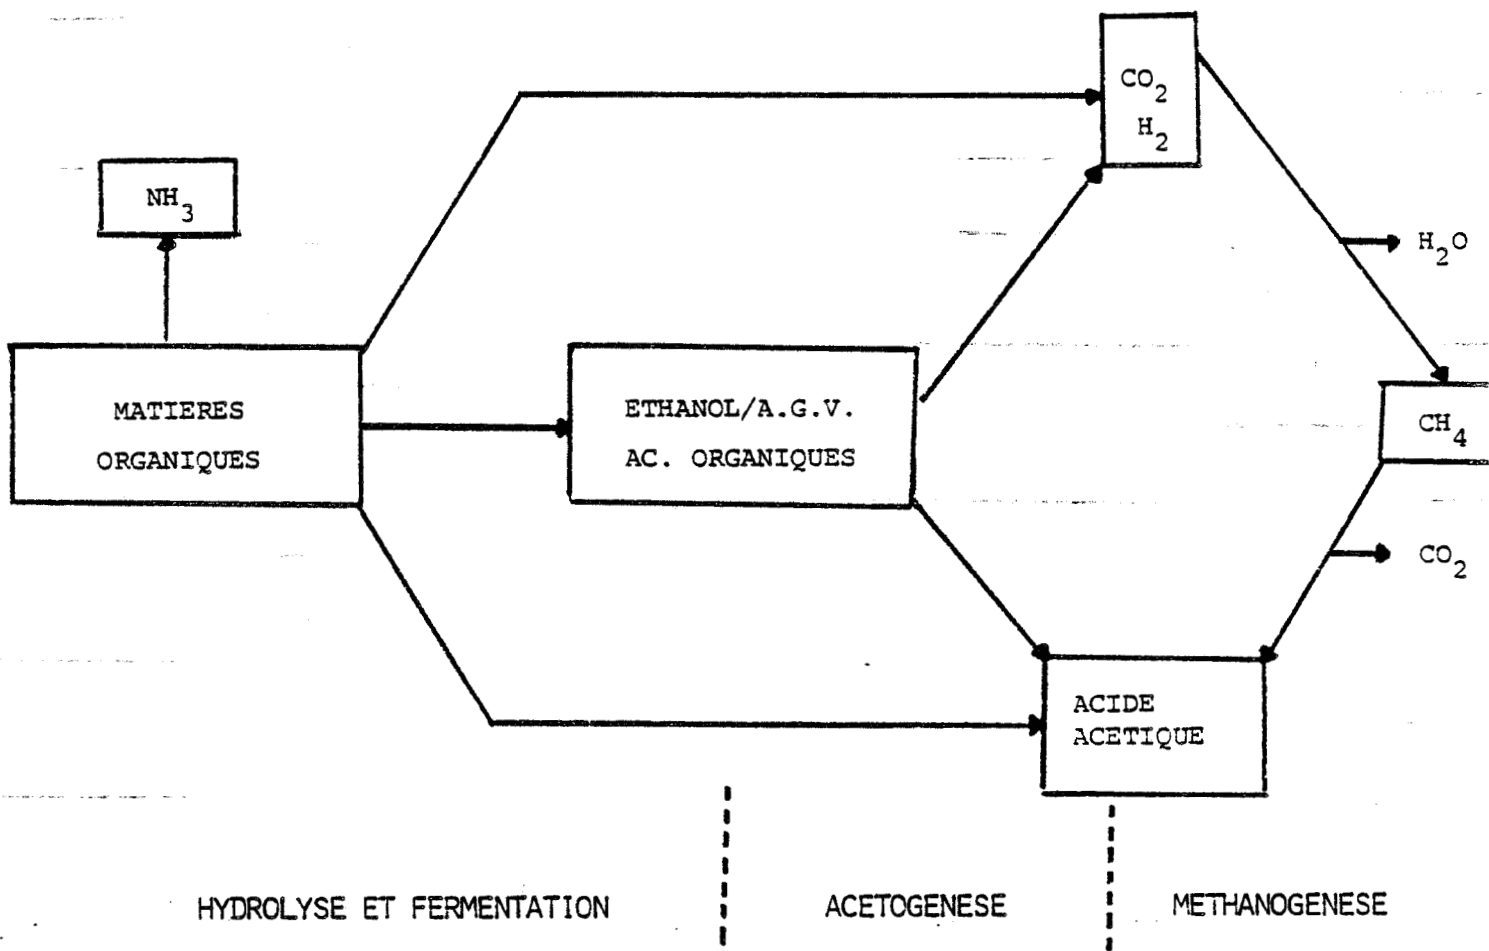 CO2
H2
NH3
H2O
MATIERES
ORGANIQUES
ETHANOL/A.G.V.
AC. ORGANIQUES
CH4
CO2
ACIDE
ACETIQUE
HYDROLYSE ET FERMENTATION
ACETOGENESE
METHANOGENESE